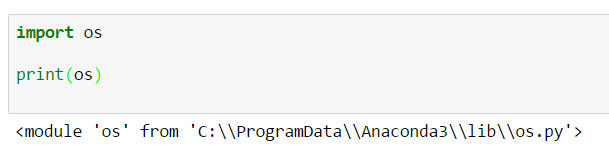 import os
print(os)
<module 'os' from 'C:\\ProgramData\\Anaconda3\\lib\\os.py'>